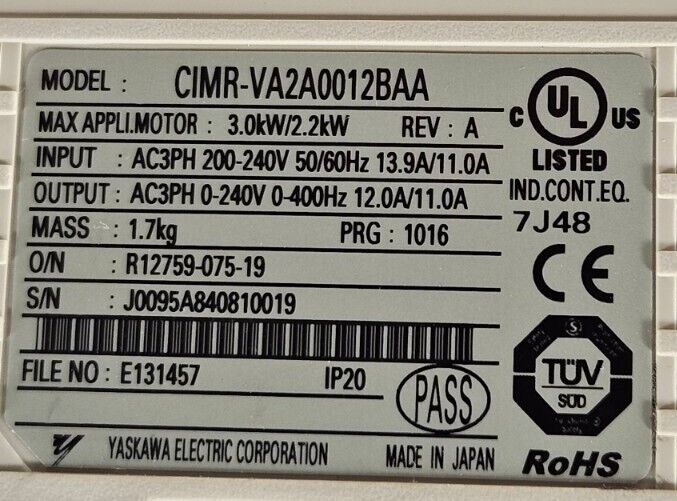 MODEL : CIMR-VA2A0012BAA
MAX APPLI.MOTOR : 3.0kW/2.2kW REV : A
INPUT : AC3PH 200-240V 50/60Hz 13.9A/11.0A
OUTPUT : AC3PH 0-240V 0-400Hz 12.0A/11.0A
MASS : 1.7kg PRG : 1016
O/N : R12759-075-19
S/N : J0095A840810019
FILE NO : E131457 IP20
PASS
YASKAWA ELECTRIC CORPORATION MADE IN JAPAN
C UL US
LISTED
IND.CONT.EQ.
7J48
CE
TÜV
SÜD
RoHS